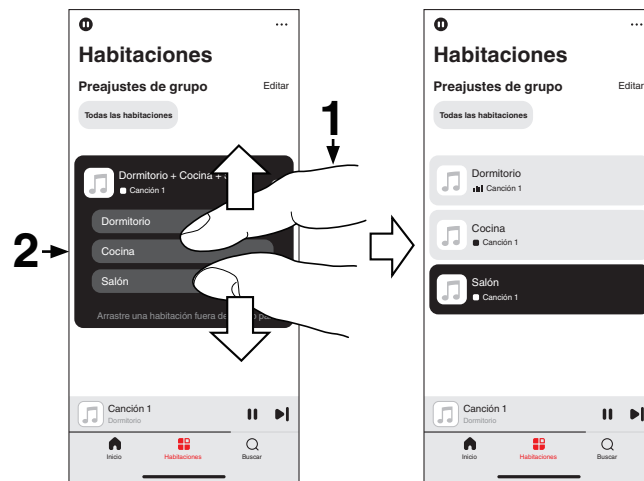 Habitaciones
Preajustes de grupo Editar
Todas las habitaciones
1
Dormitorio + Cocina +
Canción 1
Dormitorio
2
Cocina
Salón
Arrastre una habitación fuera de
Canción 1
Dormitorio
Inicio Habitaciones Buscar
Habitaciones
Preajustes de grupo Editar
Todas las habitaciones
Dormitorio
Canción 1
Cocina
Canción 1
Salón
Canción 1
Canción 1
Dormitorio
Inicio Habitaciones Buscar